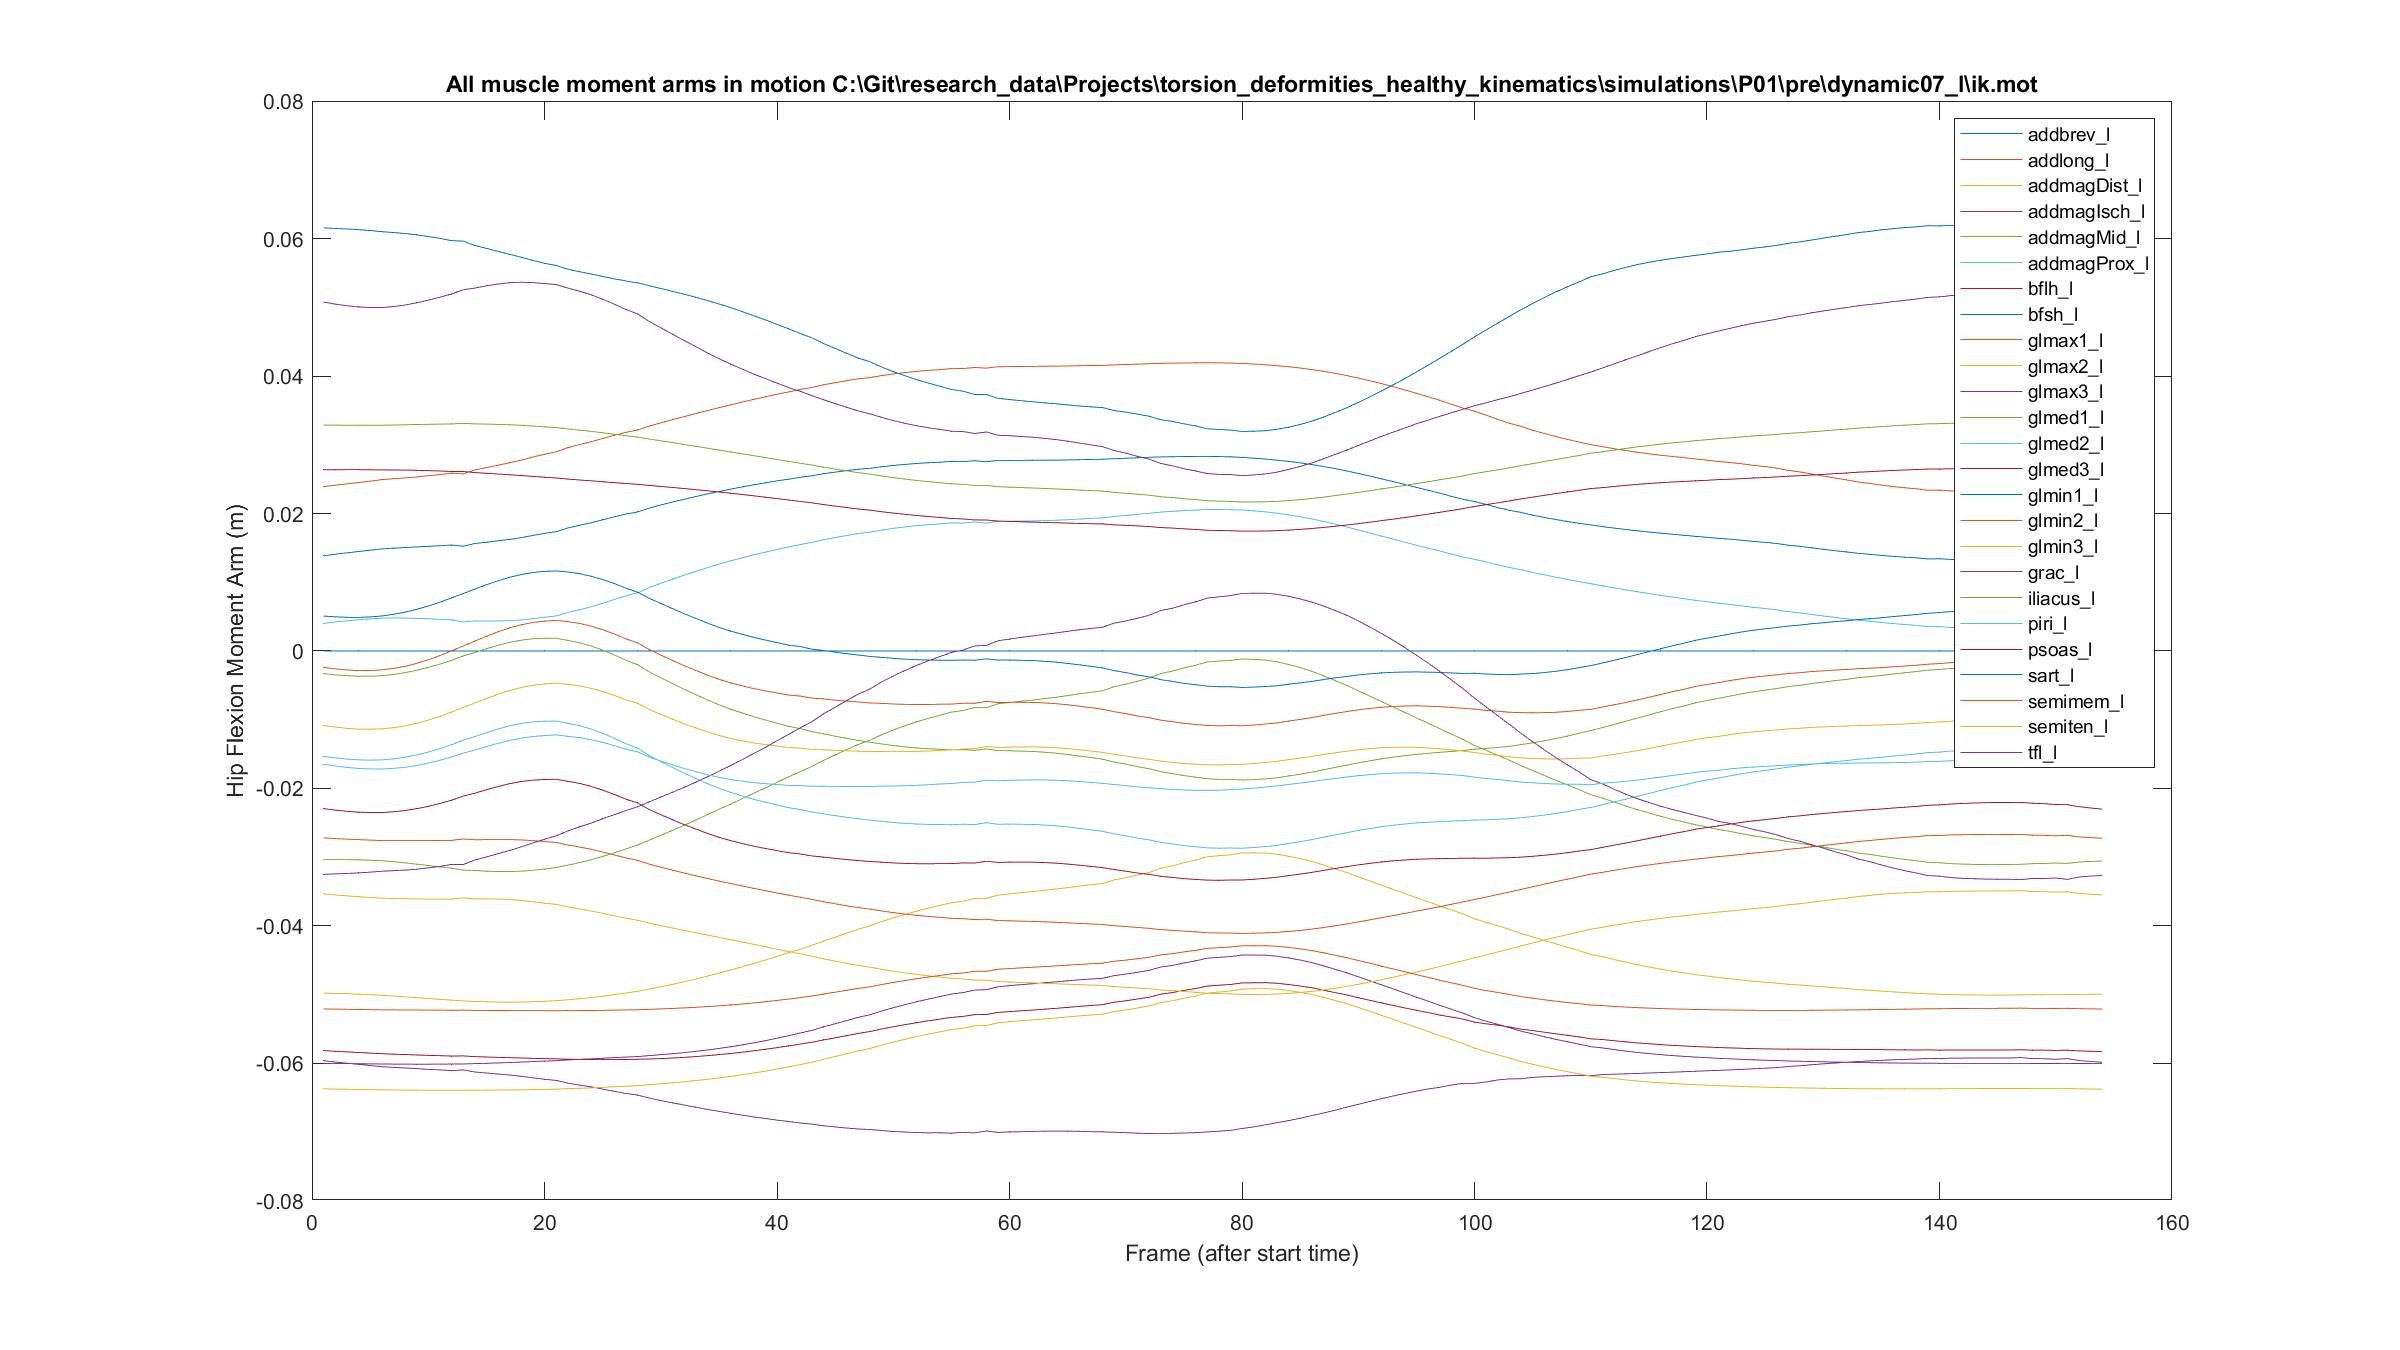 All muscle moment arms in motion C:\Git\research_data\Projects\torsion_deformities_healthy_kinematics\simulations\P01\pre\dynamic07_l\ik.mot
Hip Flexion Moment Arm (m)
0.08
0.06
0.04
0.02
0
-0.02
-0.04
-0.06
-0.08
addbrev_l
addlong_l
addmagDist_l
addmagIsch_l
addmagMid_l
addmagProx_l
bflh_l
bfsh_l
glmax1_l
glmax2_l
glmax3_l
glmed1_l
glmed2_l
glmed3_l
glmin1_l
glmin2_l
glmin3_l
grac_l
iliacus_l
piri_l
psoas_l
sart_l
semimem_l
semiten_l
tfl_l
0 20 40 60 80 100 120 140 160
Frame (after start time)